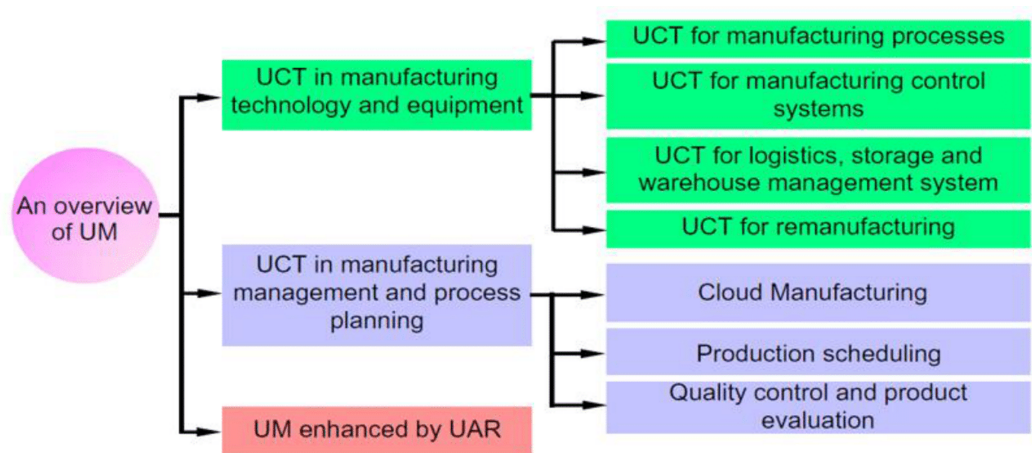 An overview
of UM
UCT in manufacturing
technology and equipment
UCT for manufacturing processes
UCT for manufacturing control
systems
UCT for logistics, storage and
warehouse management system
UCT for remanufacturing
UCT in manufacturing
management and process
planning
Cloud Manufacturing
Production scheduling
Quality control and product
evaluation
UM enhanced by UAR